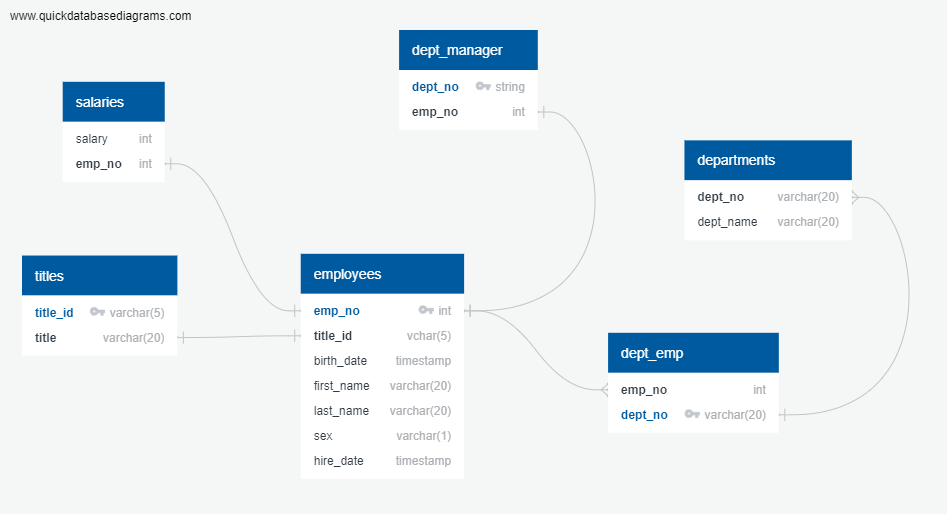 www.quickdatabasediagrams.com
dept_manager
dept_no string
emp_no int
salaries
salary int
emp_no int
departments
dept_no varchar(20)
dept_name varchar(20)
titles
title_id varchar(5)
title varchar(20)
employees
emp_no int
title_id vchar(5)
birth_date timestamp
first_name varchar(20)
last_name varchar(20)
sex varchar(1)
hire_date timestamp
dept_emp
emp_no int
dept_no varchar(20)